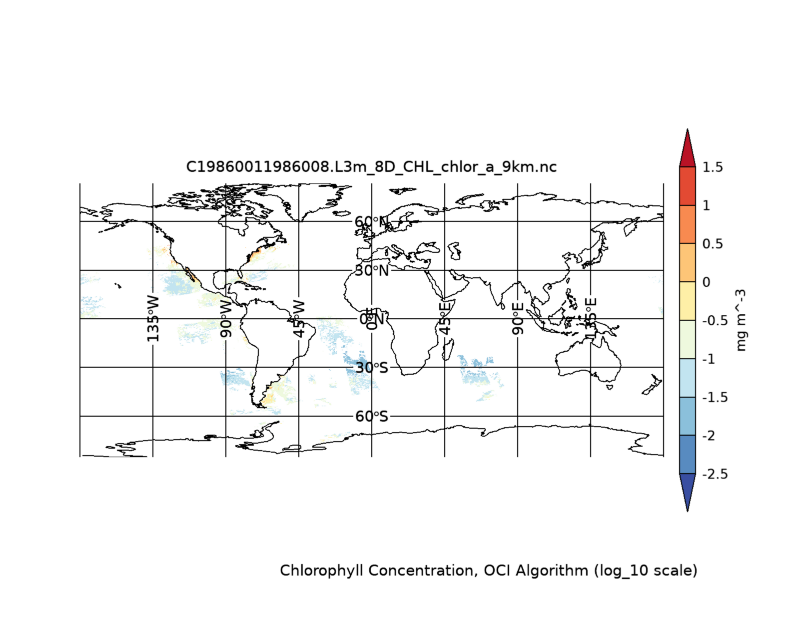 C19860011986008.L3m_8D_CHL_chlor_a_9km.nc
60°N
30°N
0°N
30°S
60°S
135°W
90°W
45°W
0°E
45°E
90°E
135°E
1.5
1
0.5
0
-0.5
-1
-1.5
-2
-2.5
mg m^-3
Chlorophyll Concentration, OCI Algorithm (log_10 scale)